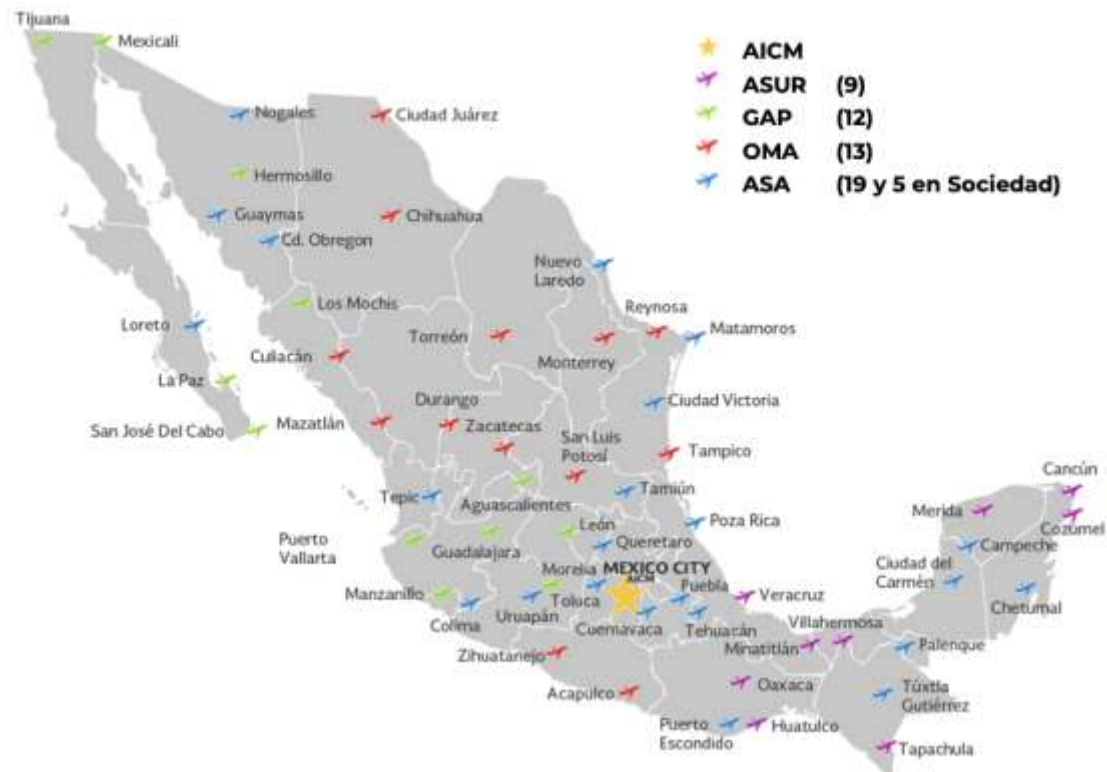 Tijuana
Mexicali
AICM
ASUR (9)
GAP (12)
OMA (13)
ASA (19 y 5 en Sociedad)
Nogales
Ciudad Juárez
Hermosillo
Guaymas
Chihuahua
Cd. Obregon
Nuevo
Laredo
Los Mochis
Reynosa
Loreto
Torreón
Matamoros
Culiacán
Monterrey
La Paz
Durango
Ciudad Victoria
San José Del Cabo
Mazatlán
Zacatecas
San Luis
Potosí
Tampico
Cancún
Tepic
Aguascalientes
Tamiún
Merida
Poza Rica
Cozumel
Puerto
Vallarta
Guadalajara
León
Queretaro
Campeche
Ciudad del
Carmén
Morelia
MEXICO CITY
AICM
Manzanillo
Toluca
Puebla
Veracruz
Chetumal
Colima
Uruapán
Cuernavaca
Tehuacán
Villahermosa
Zihuatanejo
Minatitlán
Palenque
Acapulco
Oaxaca
Túxtla
Gutiérrez
Puerto
Escondido
Huatulco
Tapachula